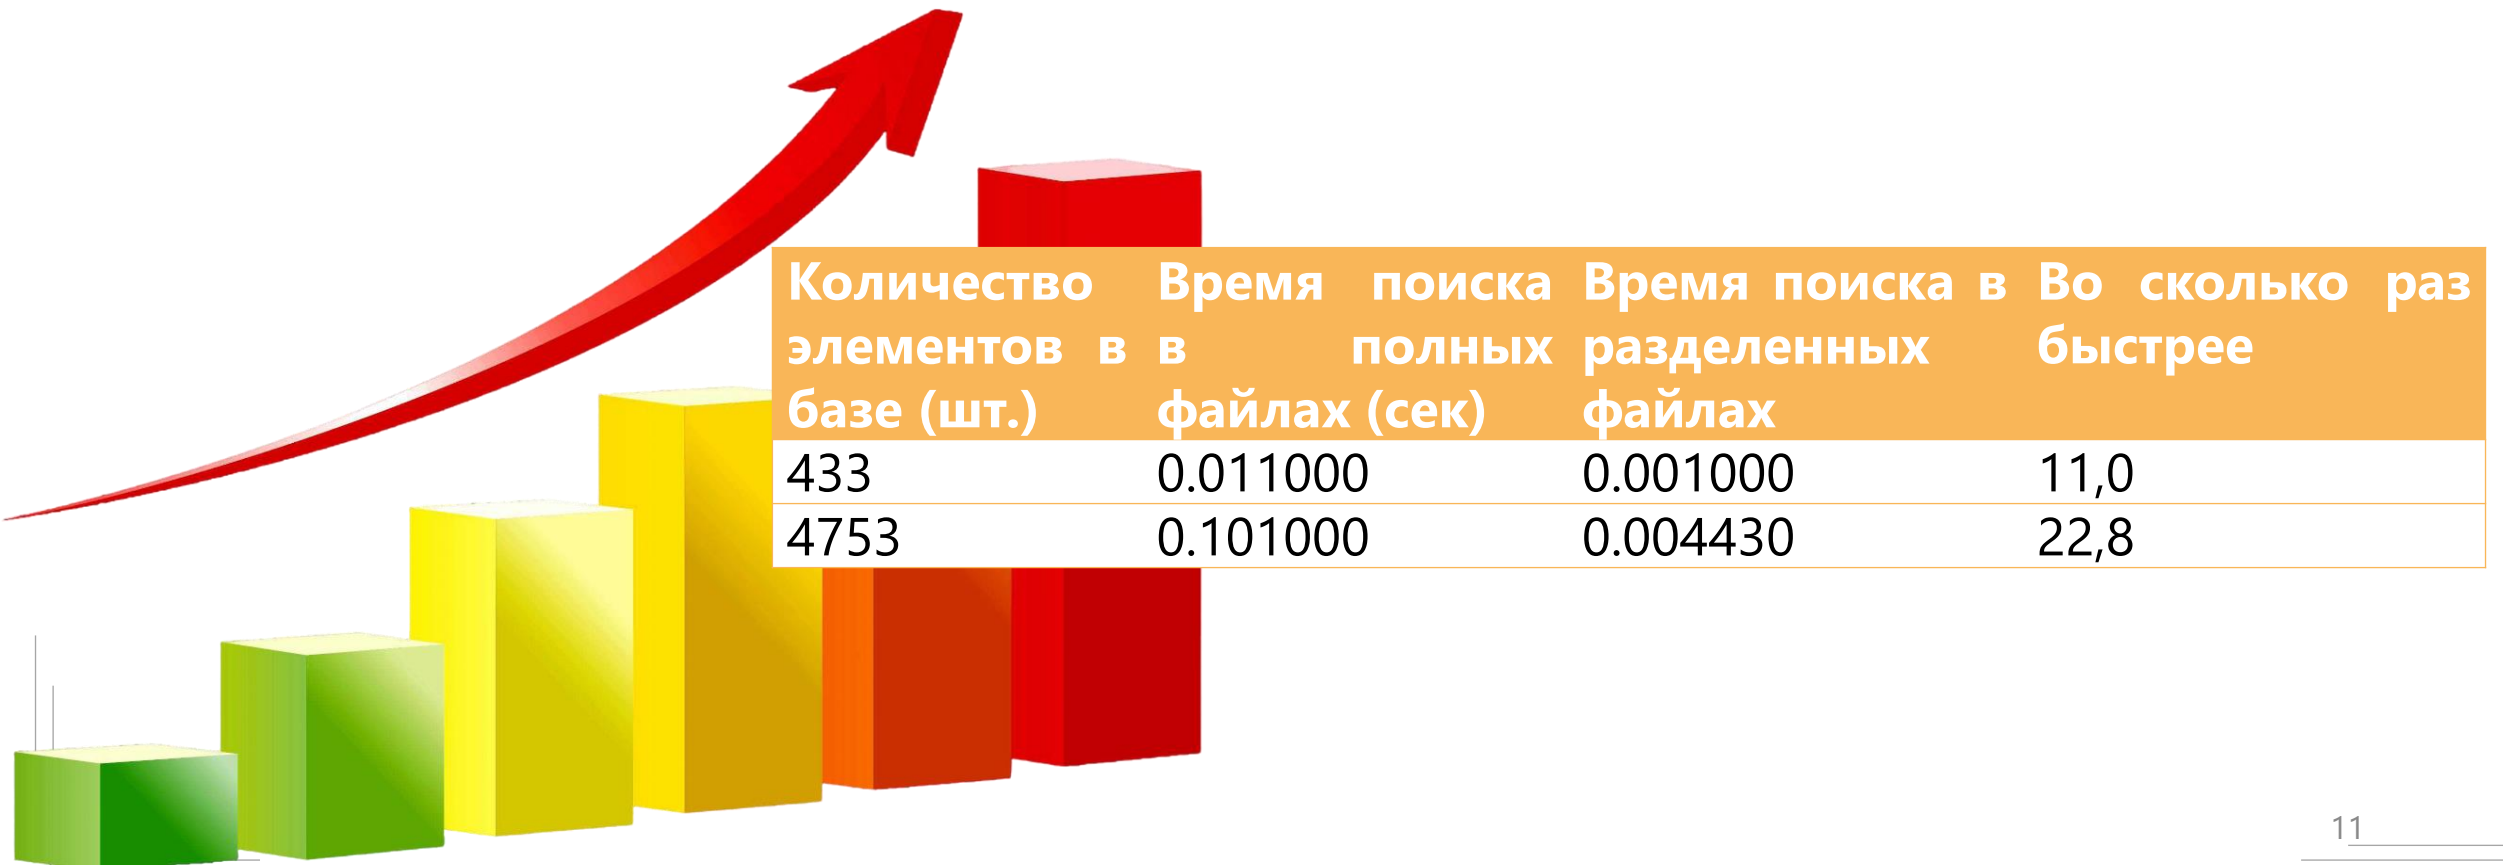 Количество Время поиска Время поиска в Во сколько раз
элементов в в полных разделенных быстрее
базе (шт.) файлах (сек) файлах
433 0.011000 0.001000 11,0
4753 0.101000 0.004430 22,8
11